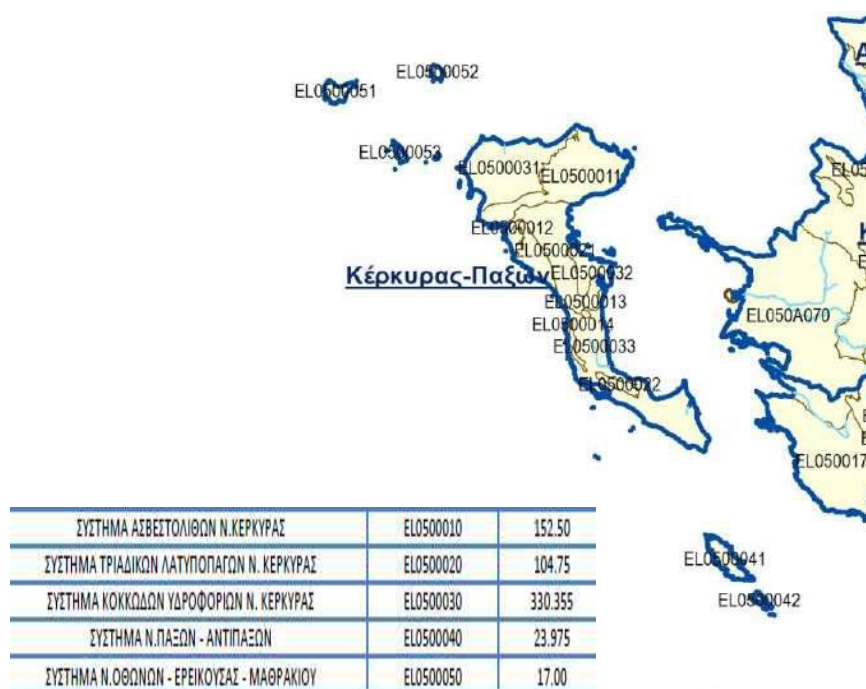 EL0500052
EL0500051
EL0500053
EL0500031
EL0500011
EL0500012
EL0500021
Κέρκυρας-Παξών
EL0500032
EL0500013
EL050A070
EL0500014
EL0500033
EL0500022
EL050017
EL0500041
EL0500042
ΣΥΣΤΗΜΑ ΑΣΒΕΣΤΟΛΙΘΩΝ Ν.ΚΕΡΚΥΡΑΣ EL0500010 152.50
ΣΥΣΤΗΜΑ ΤΡΙΑΔΙΚΩΝ ΛΑΤΥΠΟΠΑΓΩΝ Ν. ΚΕΡΚΥΡΑΣ EL0500020 104.75
ΣΥΣΤΗΜΑ ΚΟΚΚΩΔΩΝ ΥΔΡΟΦΟΡΙΩΝ Ν. ΚΕΡΚΥΡΑΣ EL0500030 330.355
ΣΥΣΤΗΜΑ Ν.ΠΑΞΩΝ - ΑΝΤΙΠΑΞΩΝ EL0500040 23.975
ΣΥΣΤΗΜΑ Ν.ΟΘΩΝΩΝ - ΕΡΕΙΚΟΥΣΑΣ - ΜΑΘΡΑΚΙΟΥ EL0500050 17.00